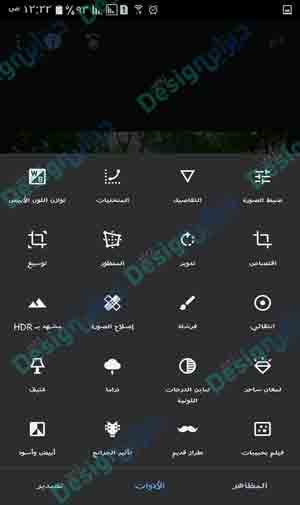 ص ١٢:٢٢ ٪٩٣
ضبط الصورة
التفاصيل
المنحنيات
توازن اللون الأبيض
اقتصاص
تدوير
المنظور
توسيع
انتقائي
فرشاة
إصلاح الصورة
مشهد بـ HDR
لمعان ساحر
تباين الدرجات
اللونية
دراما
عتيق
فيلم بحبيبات
طراز قديم
تأثير الجرانج
أبيض وأسود
المظاهر
الأدوات
تصدير
Design